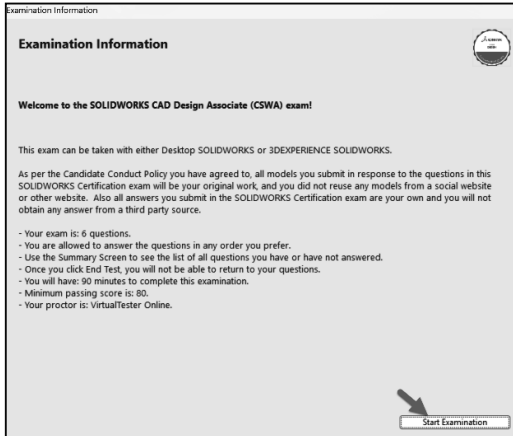 Examination Information
Examination Information
Welcome to the SOLIDWORKS CAD Design Associate (CSWA) exam!
This exam can be taken with either Desktop SOLIDWORKS or 3DEXPERIENCE SOLIDWORKS.
As per the Candidate Conduct Policy you have agreed to, all models you submit in response to the questions in this
SOLIDWORKS Certification exam will be your original work, and you did not reuse any models from a social website
or other website. Also all answers you submit in the SOLIDWORKS Certification exam are your own and you will not
obtain any answer from a third party source.
- Your exam is: 6 questions.
- You are allowed to answer the questions in any order you prefer.
- Use the Summary Screen to see the list of all questions you have or have not answered.
- Once you click End Test, you will not be able to return to your questions.
- You will have: 90 minutes to complete this examination.
- Minimum passing score is: 80.
- Your proctor is: VirtualTester Online.
Start Examination